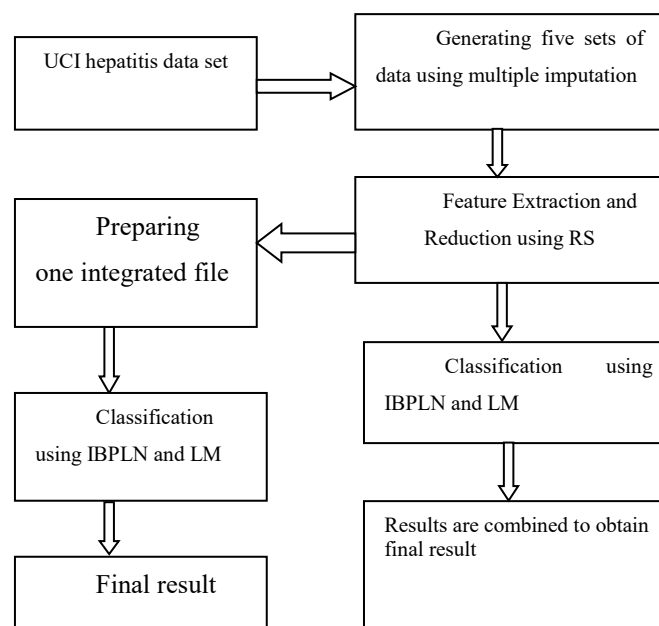 UCI hepatitis data set
Generating five sets of
data using multiple imputation
Feature Extraction and
Reduction using RS
Preparing
one integrated file
Classification using
IBPLN and LM
Classification
using IBPLN and LM
Results are combined to obtain
final result
Final result